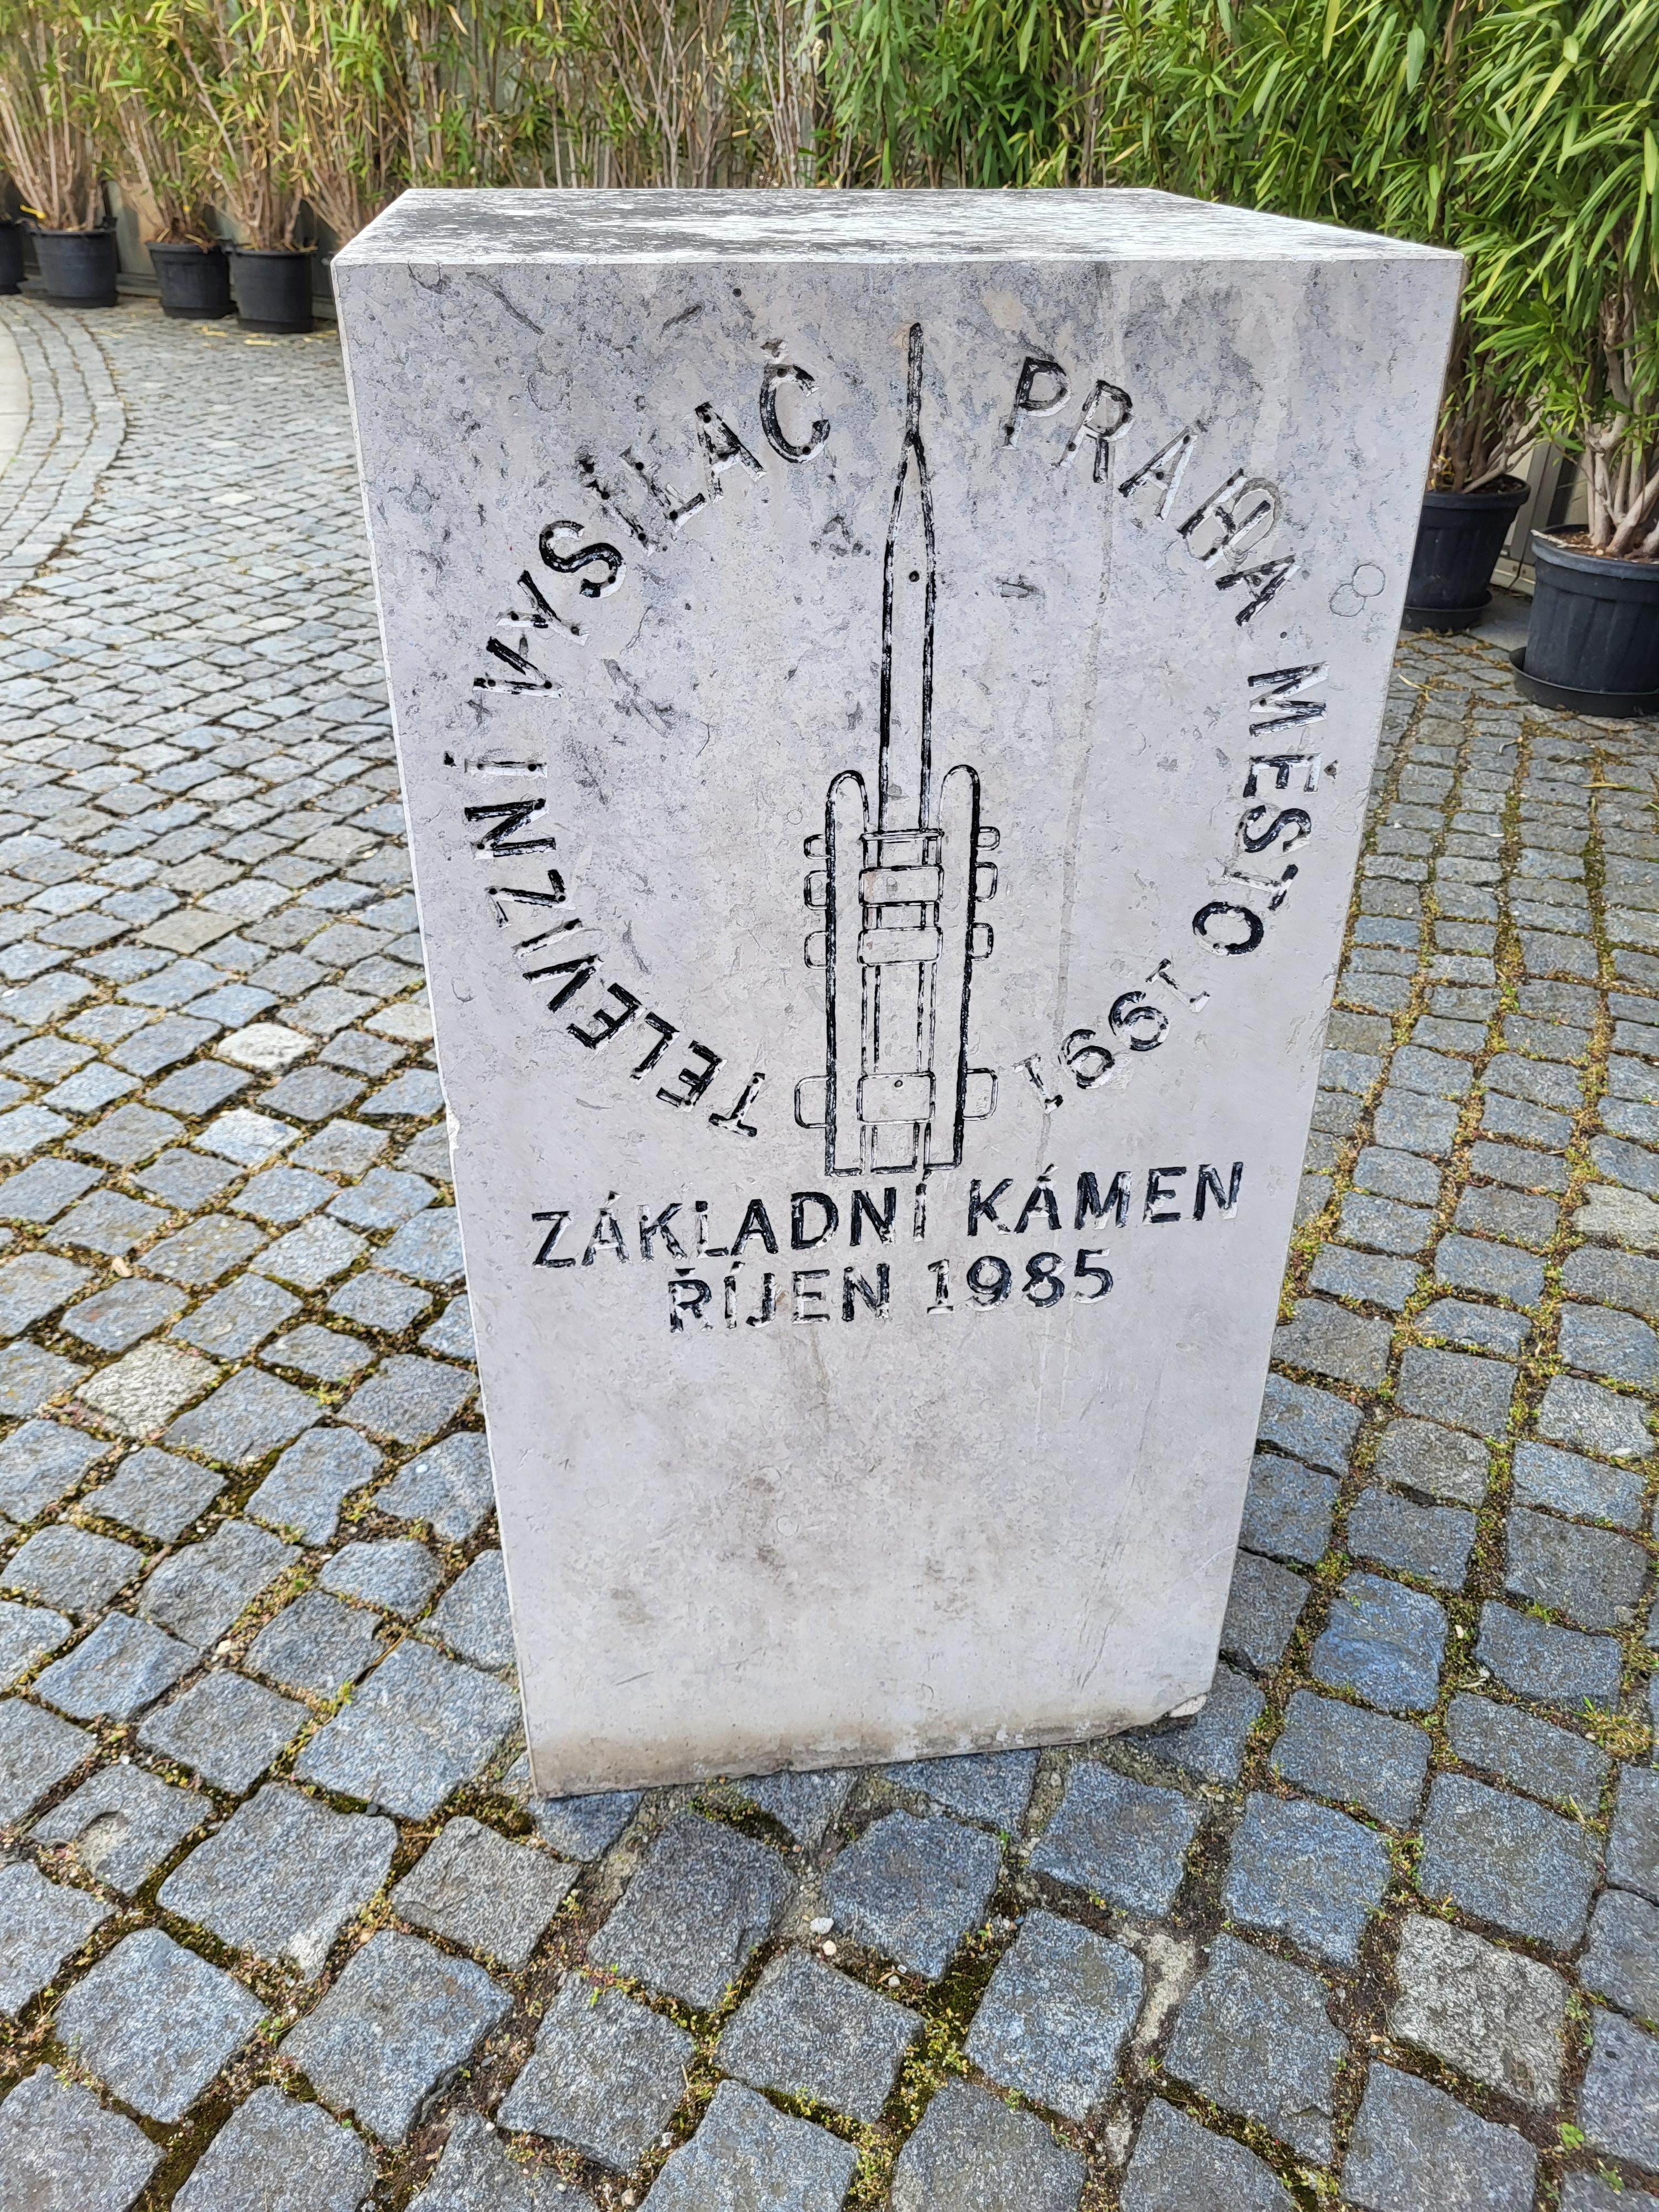 TELEVIZNÍ VYSÍLAČ PRAHA MĚSTO 1991
ZÁKLADNÍ KÁMEN
ŘÍJEN 1985